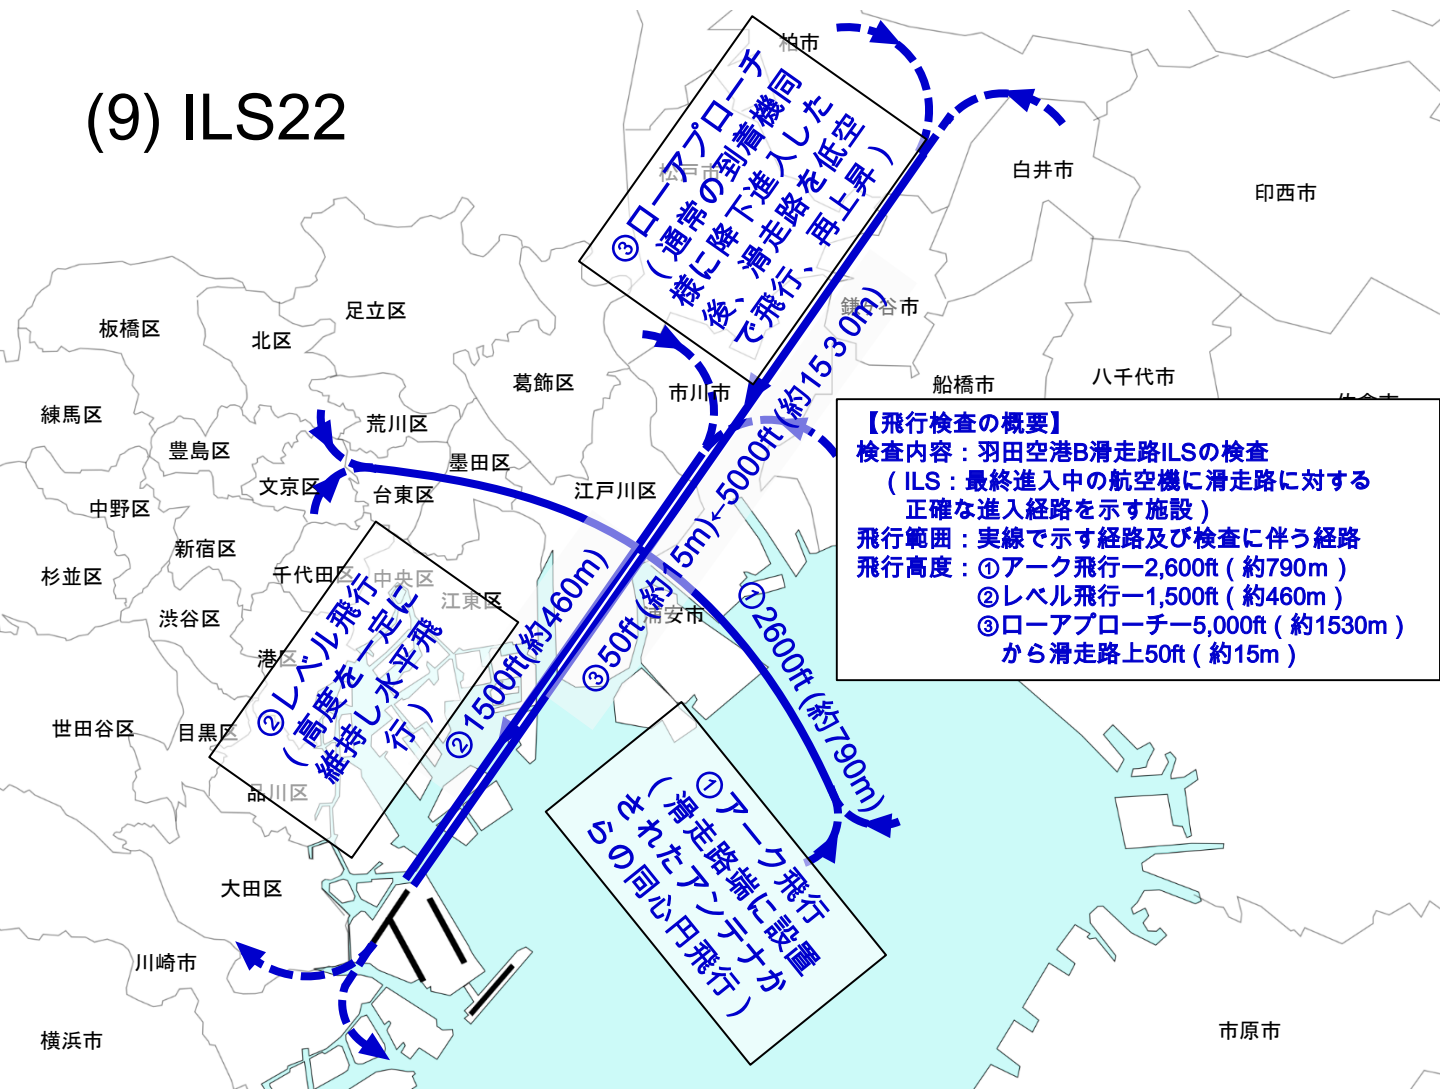 (9) ILS22
柏市
③ローアプローチ
(通常の到着機同
様に降下進入した
後、滑走路を低空
で飛行、再上昇)
松戸市
白井市
印西市
鎌ヶ谷市
足立区
板橋区
北区
葛飾区
市川市
船橋市
八千代市
佐倉市
練馬区
荒川区
豊島区
墨田区
文京区
台東区
江戸川区
中野区
新宿区
杉並区
千代田区
中央区
江東区
渋谷区
浦安市
港区
世田谷区
目黒区
品川区
大田区
川崎市
横浜市
市原市
③50ft (約15m)←5000ft (約1530m)
②1500ft(約460m)
①2600ft (約790m)
②レベル飛行
(高度を一定に
維持し水平飛
行)
①アーク飛行
(滑走路端に設置
されたアンテナか
らの同心円飛行)
【飛行検査の概要】
検査内容：羽田空港B滑走路ILSの検査
(ILS：最終進入中の航空機に滑走路に対する
正確な進入経路を示す施設)
飛行範囲：実線で示す経路及び検査に伴う経路
飛行高度：①アーク飛行ー2,600ft (約790m)
②レベル飛行ー1,500ft (約460m)
③ローアプローチー5,000ft (約1530m)
から滑走路上50ft (約15m)